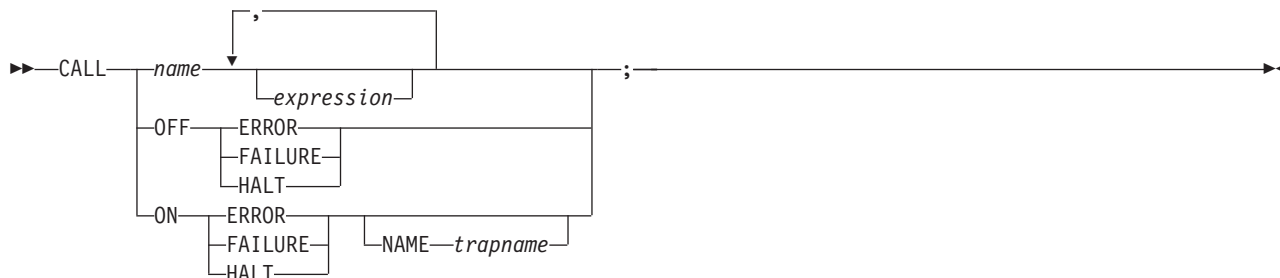 ,
CALL name ;
expression
OFF ERROR
FAILURE
HALT
ON ERROR
FAILURE NAME trapname
HALT